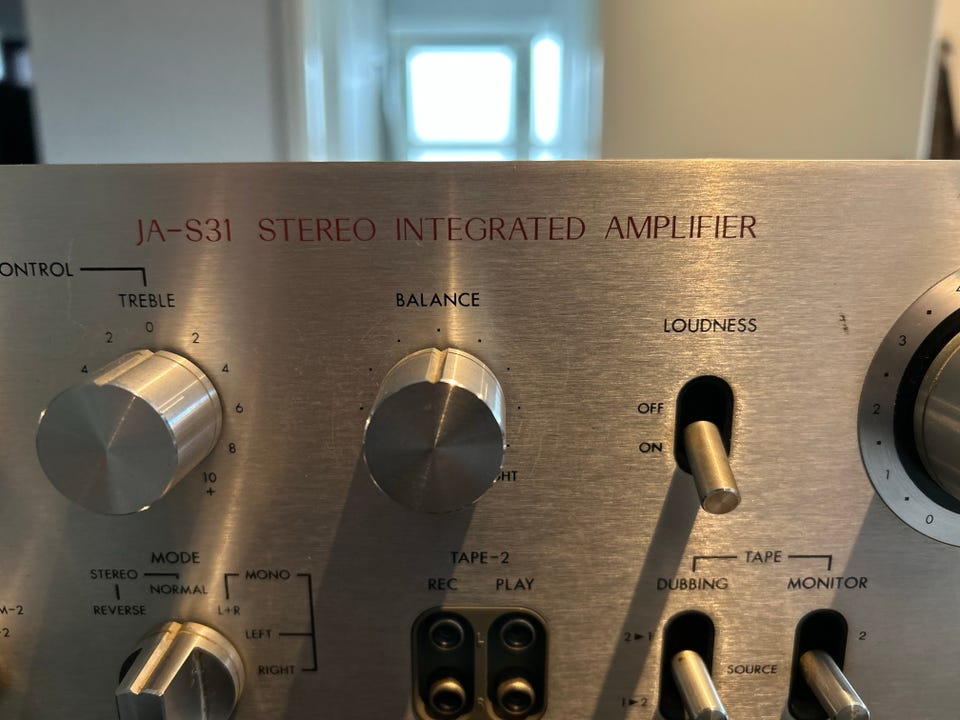 JA-S31 STEREO INTEGRATED AMPLIFIER
TREBLE
BALANCE
LOUDNESS
2 0 2
4 4
6
8
10
+
OFF
ON
3
2
1
0
MODE
STEREO
NORMAL
REVERSE
MONO
L+R
LEFT
RIGHT
TAPE-2
REC PLAY
TAPE
DUBBING MONITOR
2▶1
SOURCE
2
1▶2